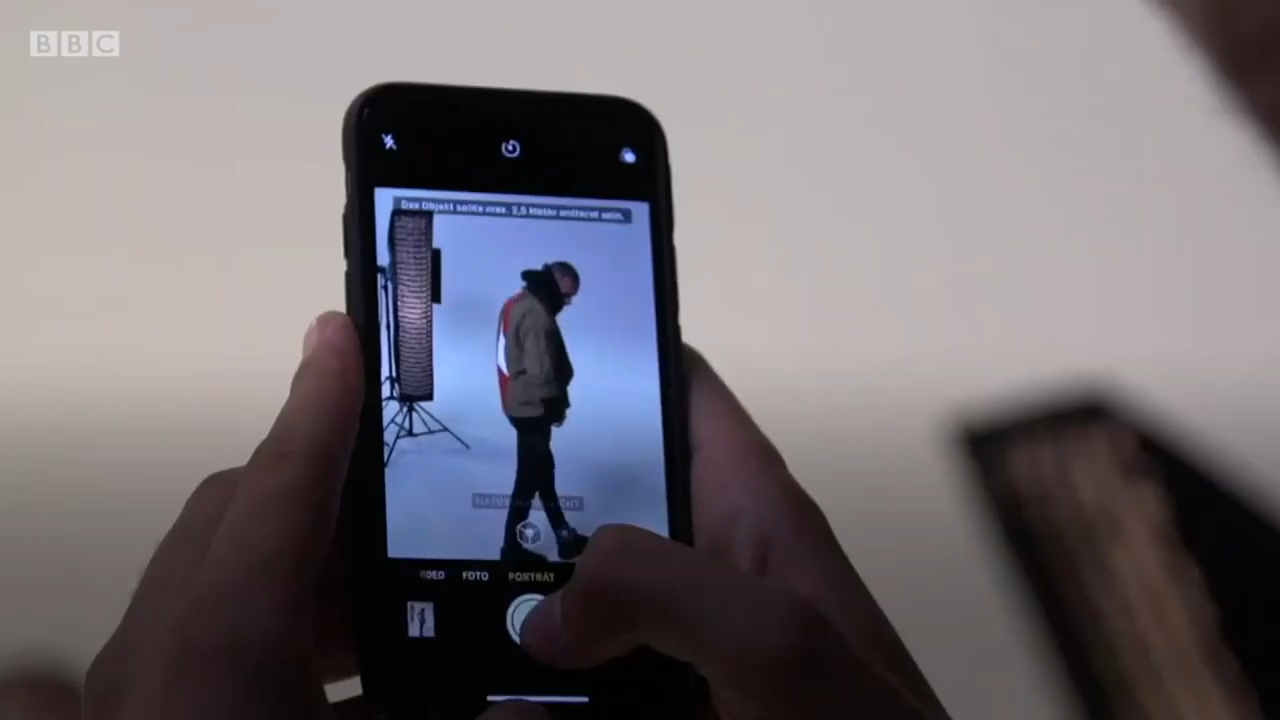 BBC
Das Objekt sollte max. 2,5 Meter entfernt sein.
VIDEO FOTO PORTRÄT